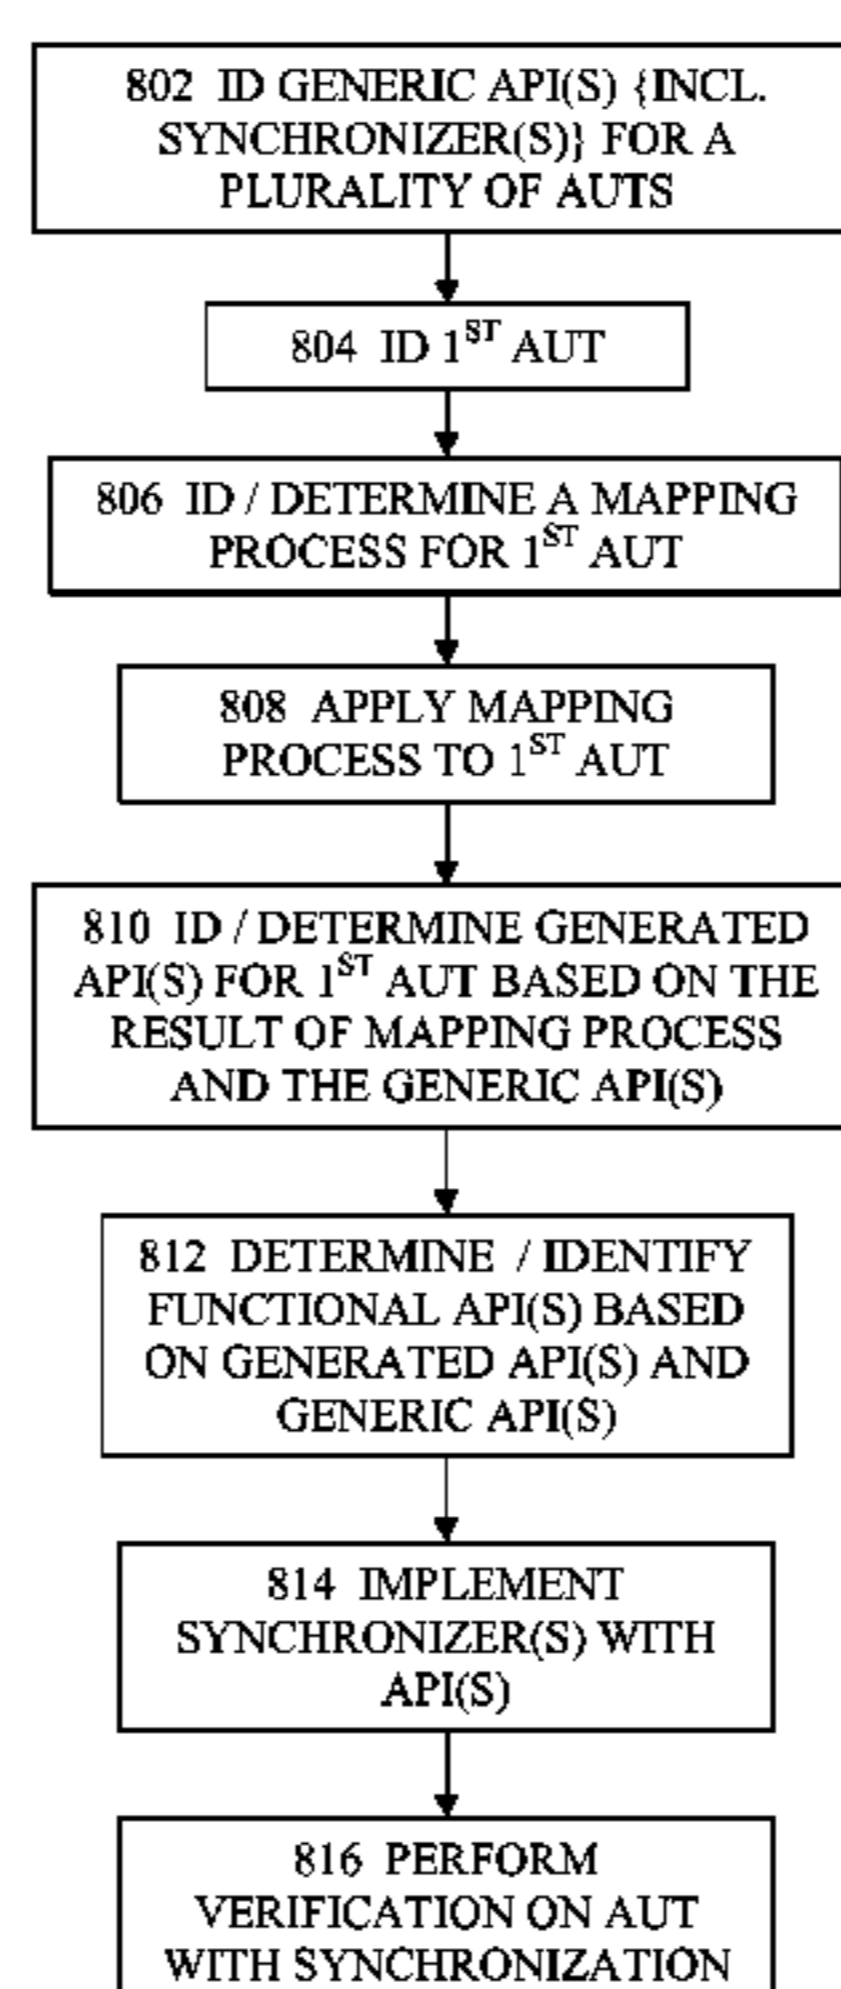 802 ID GENERIC API(S) {INCL.
SYNCHRONIZER(S)} FOR A
PLURALITY OF AUTS
804 ID 1ST AUT
806 ID / DETERMINE A MAPPING
PROCESS FOR 1ST AUT
808 APPLY MAPPING
PROCESS TO 1ST AUT
810 ID / DETERMINE GENERATED
API(S) FOR 1ST AUT BASED ON THE
RESULT OF MAPPING PROCESS
AND THE GENERIC API(S)
812 DETERMINE / IDENTIFY
FUNCTIONAL API(S) BASED
ON GENERATED API(S) AND
GENERIC API(S)
814 IMPLEMENT
SYNCHRONIZER(S) WITH
API(S)
816 PERFORM
VERIFICATION ON AUT
WITH SYNCHRONIZATION